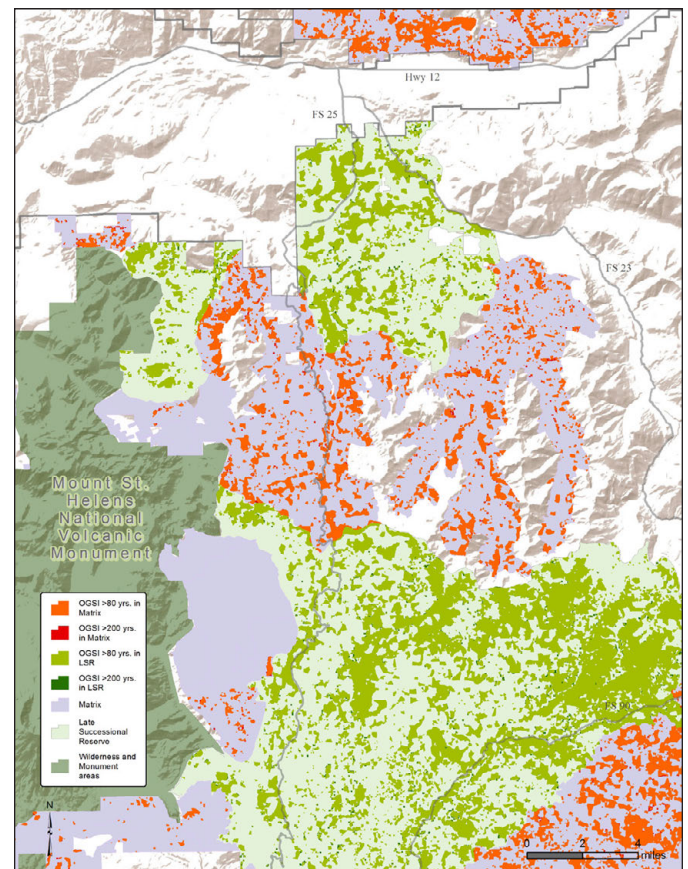 Hwy 12
FS 25
FS 23
Mount St.
Helens
National
Volcanic
Monument
OGSI >80 yrs. in
Matrix
OGSI >200 yrs.
in Matrix
OGSI >80 yrs. in
LSR
OGSI >200 yrs.
in LSR
Matrix
Late
Successional
Reserve
Wilderness and
Monument
areas
FS 90
N
0 2 4
miles